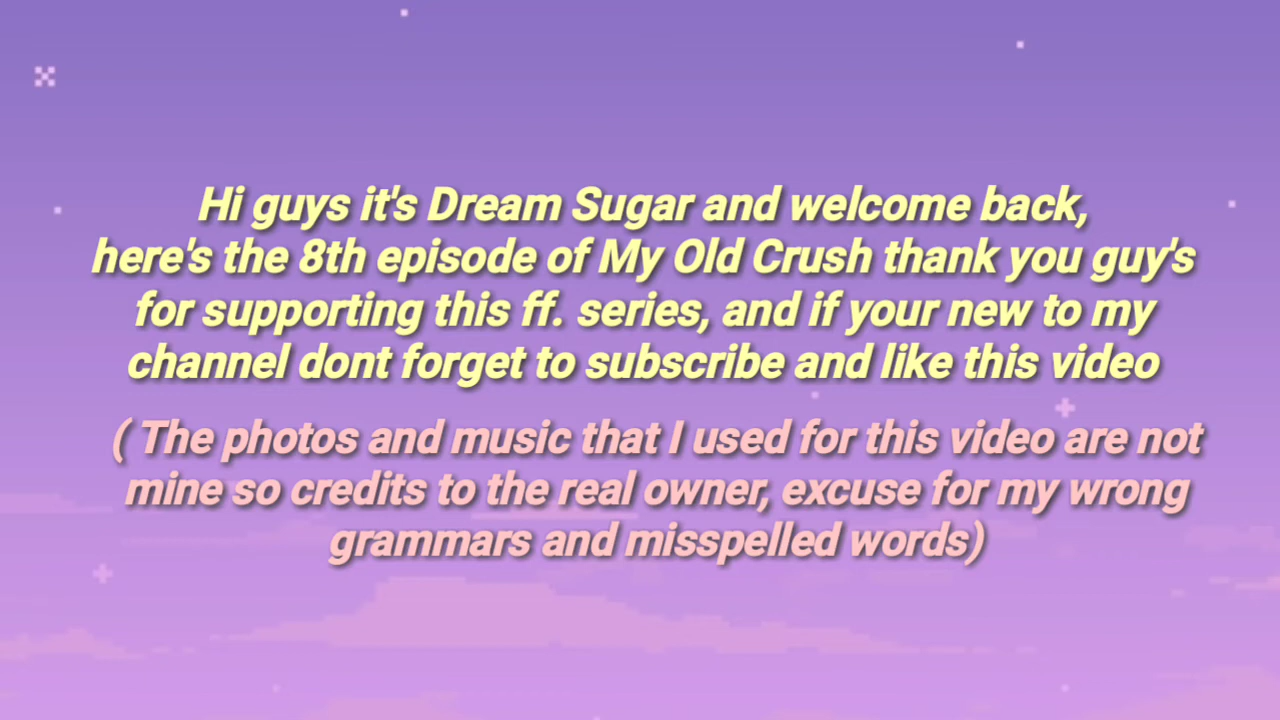 Hi guys it's Dream Sugar and welcome back,
here's the 8th episode of My Old Crush thank you guy's
for supporting this ff. series, and if your new to my
channel dont forget to subscribe and like this video
( The photos and music that I used for this video are not
mine so credits to the real owner, excuse for my wrong
grammars and misspelled words)